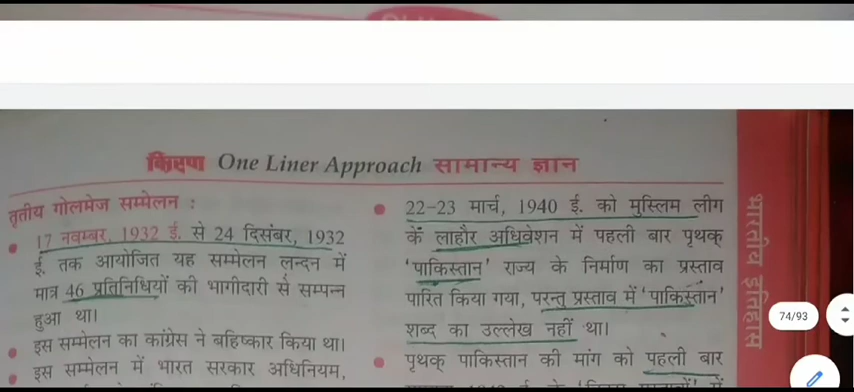 किरण One Liner Approach सामान्य ज्ञान
तृतीय गोलमेज सम्मेलन :
17 नवम्बर, 1932 ई. से 24 दिसंबर, 1932
ई. तक आयोजित यह सम्मेलन लन्दन में
मात्र 46 प्रतिनिधियों की भागीदारी से सम्पन्न
हुआ था।
इस सम्मेलन का कांग्रेस ने बहिष्कार किया था।
इस सम्मेलन में भारत सरकार अधिनियम,
22-23 मार्च, 1940 ई. को मुस्लिम लीग
के लाहौर अधिवेशन में पहली बार पृथक्
'पाकिस्तान' राज्य के निर्माण का प्रस्ताव
पारित किया गया, परन्तु प्रस्ताव में 'पाकिस्तान'
शब्द का उल्लेख नहीं था।
पृथक् पाकिस्तान की मांग को पहली बार
भारतीय इतिहास
74/93